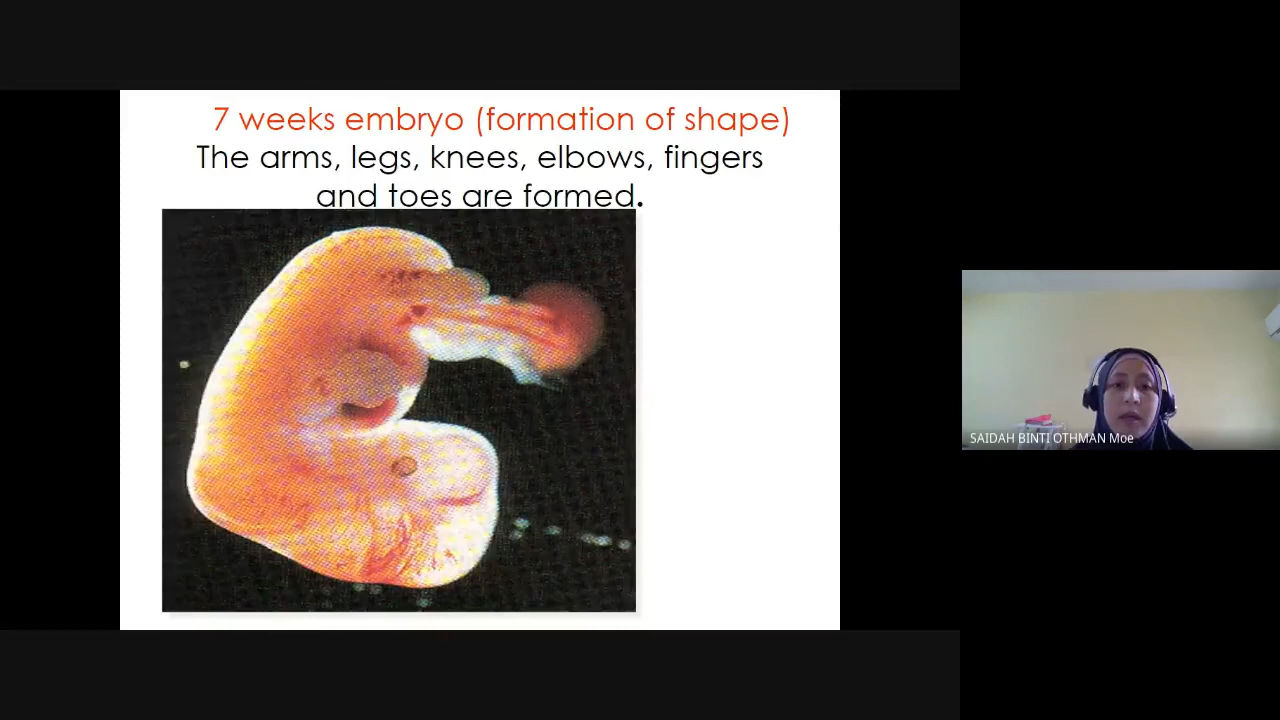 7 weeks embryo (formation of shape)
The arms, legs, knees, elbows, fingers
and toes are formed.
SAIDAH BINTI OTHMAN Moe